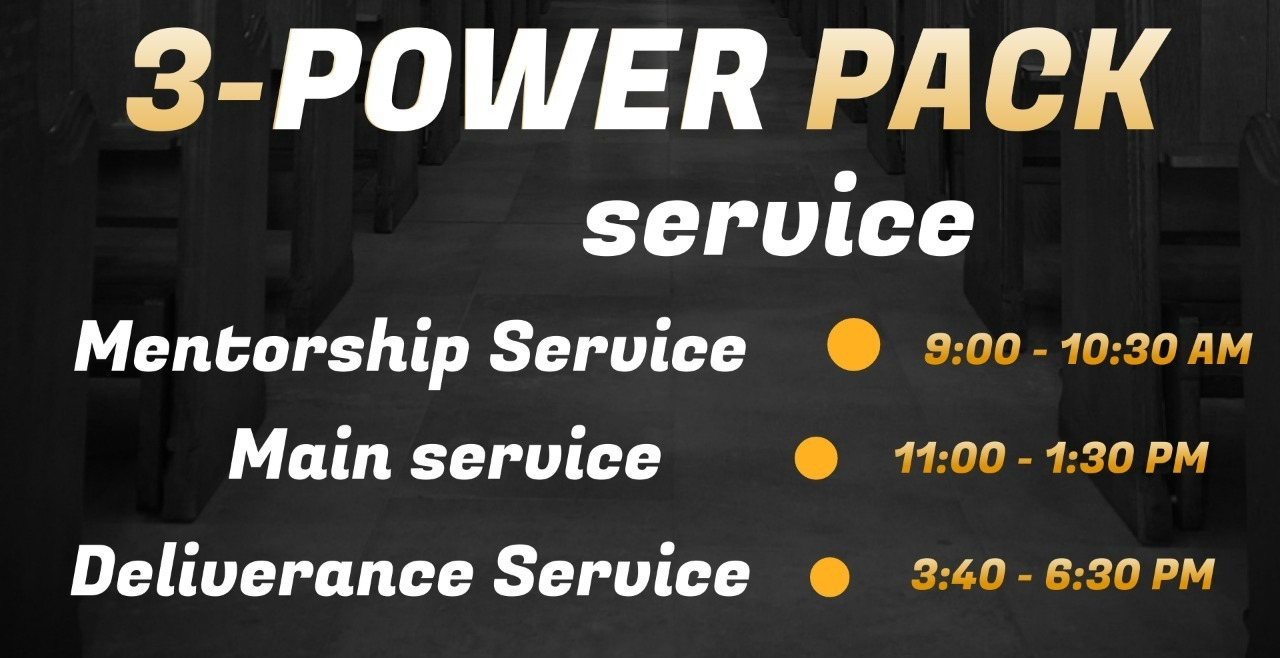 3-POWER PACK
service
Mentorship Service 9:00 - 10:30 AM
Main service 11:00 - 1:30 PM
Deliverance Service 3:40 - 6:30 PM